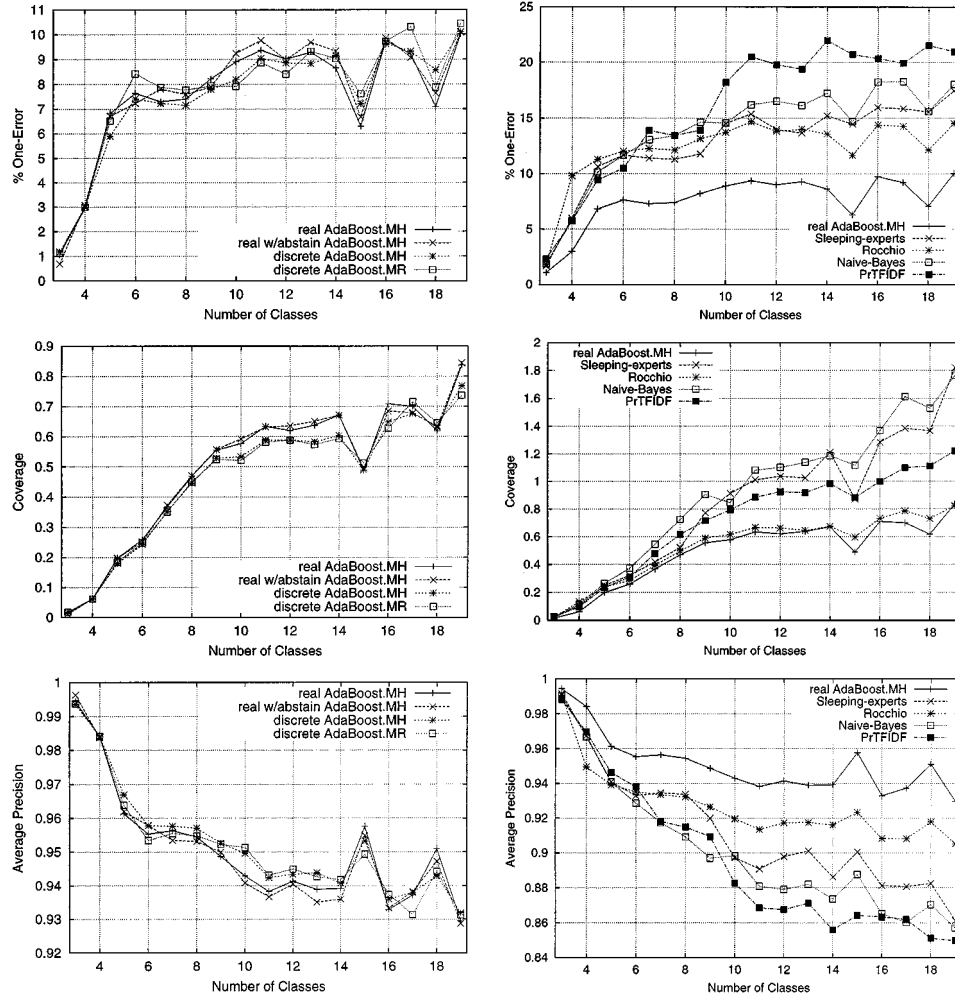 % One-Error
11
10
9
8
7
6
5
4
3
2
1
0
real AdaBoost.MH
real w/abstain AdaBoost.MH
discrete AdaBoost.MH
discrete AdaBoost.MR
4 6 8 10 12 14 16 18
Number of Classes
% One-Error
25
20
15
10
5
0
real AdaBoost.MH
Sleeping-experts
Rocchio
Naive-Bayes
PrTFIDF
4 6 8 10 12 14 16 18
Number of Classes
Coverage
0.9
0.8
0.7
0.6
0.5
0.4
0.3
0.2
0.1
0
real AdaBoost.MH
real w/abstain AdaBoost.MH
discrete AdaBoost.MH
discrete AdaBoost.MR
4 6 8 10 12 14 16 18
Number of Classes
Coverage
2
1.8
1.6
1.4
1.2
1
0.8
0.6
0.4
0.2
0
real AdaBoost.MH
Sleeping-experts
Rocchio
Naive-Bayes
PrTFIDF
4 6 8 10 12 14 16 18
Number of Classes
Average Precision
1
0.99
0.98
0.97
0.96
0.95
0.94
0.93
0.92
real AdaBoost.MH
real w/abstain AdaBoost.MH
discrete AdaBoost.MH
discrete AdaBoost.MR
4 6 8 10 12 14 16 18
Number of Classes
Average Precision
1
0.98
0.96
0.94
0.92
0.9
0.88
0.86
0.84
real AdaBoost.MH
Sleeping-experts
Rocchio
Naive-Bayes
PrTFIDF
4 6 8 10 12 14 16 18
Number of Classes